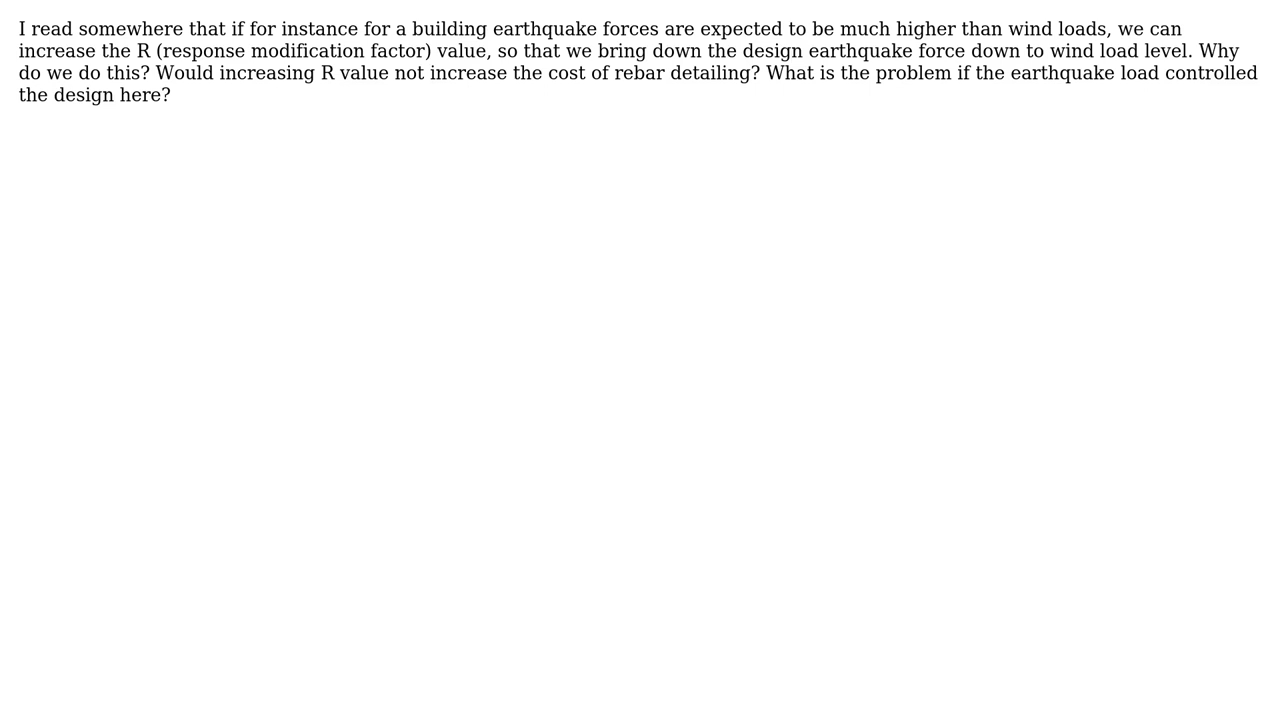 I read somewhere that if for instance for a building earthquake forces are expected to be much higher than wind loads, we can
increase the R (response modification factor) value, so that we bring down the design earthquake force down to wind load level. Why
do we do this? Would increasing R value not increase the cost of rebar detailing? What is the problem if the earthquake load controlled
the design here?